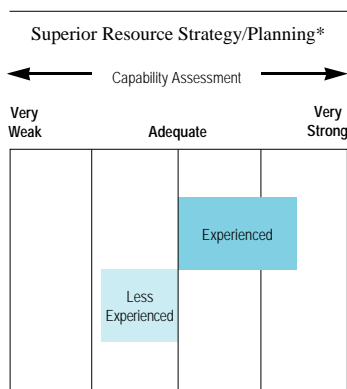 Superior Resource Strategy/Planning*
Capability Assessment
Very
Weak
Adequate
Very
Strong
Experienced
Less
Experienced